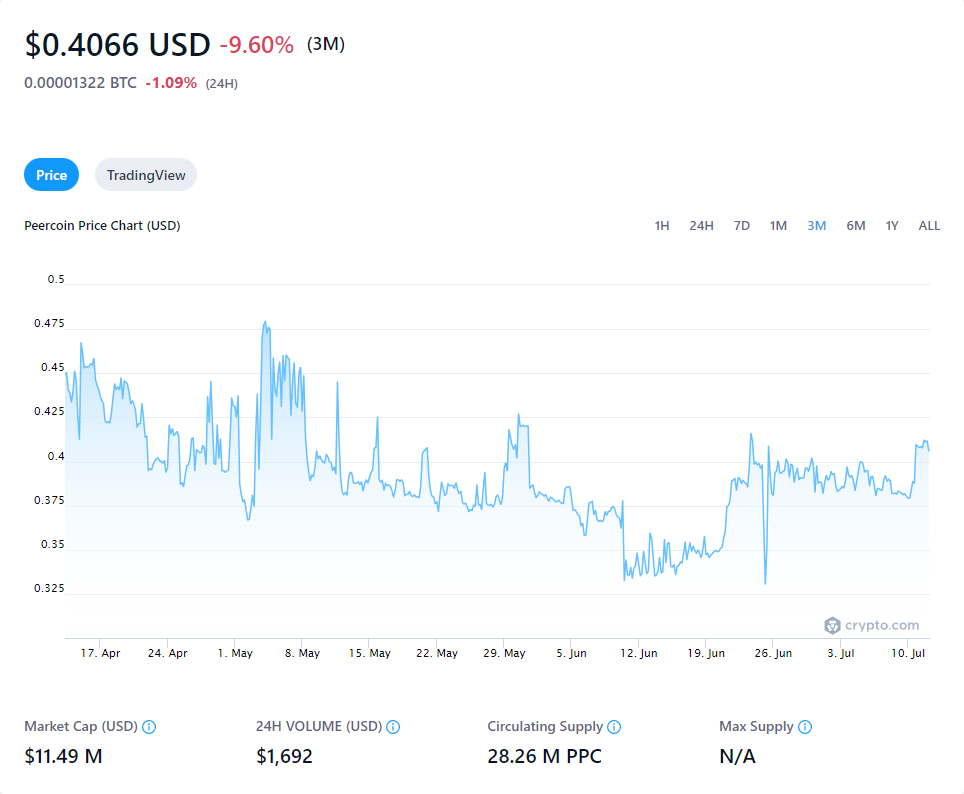 $0.4066 USD -9.60% (3M)
0.00001322 BTC -1.09% (24H)
Price TradingView
Peercoin Price Chart (USD) 1H 24H 7D 1M 3M 6M 1Y ALL
0.5
0.475
0.45
0.425
0.4
0.375
0.35
0.325
crypto.com
17. Apr 24. Apr 1. May 8. May 15. May 22. May 29. May 5. Jun 12. Jun 19. Jun 26. Jun 3. Jul 10. Jul
Market Cap (USD) 24H VOLUME (USD) Circulating Supply Max Supply
$11.49 M $1,692 28.26 M PPC N/A